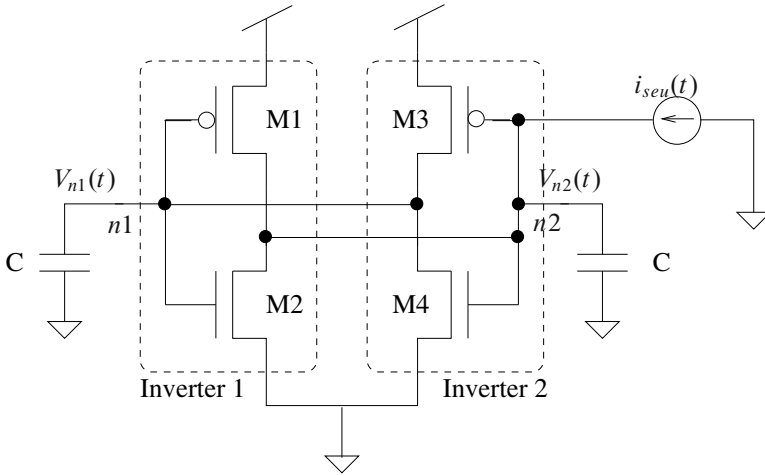 M1
M3
i_seu(t)
V_n1(t)
V_n2(t)
n1
n2
C
C
M2
M4
Inverter 1
Inverter 2